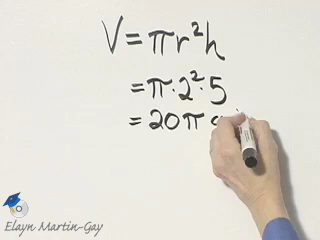 V = πr²h
= π·2²·5
= 20π
Elayn Martin-Gay